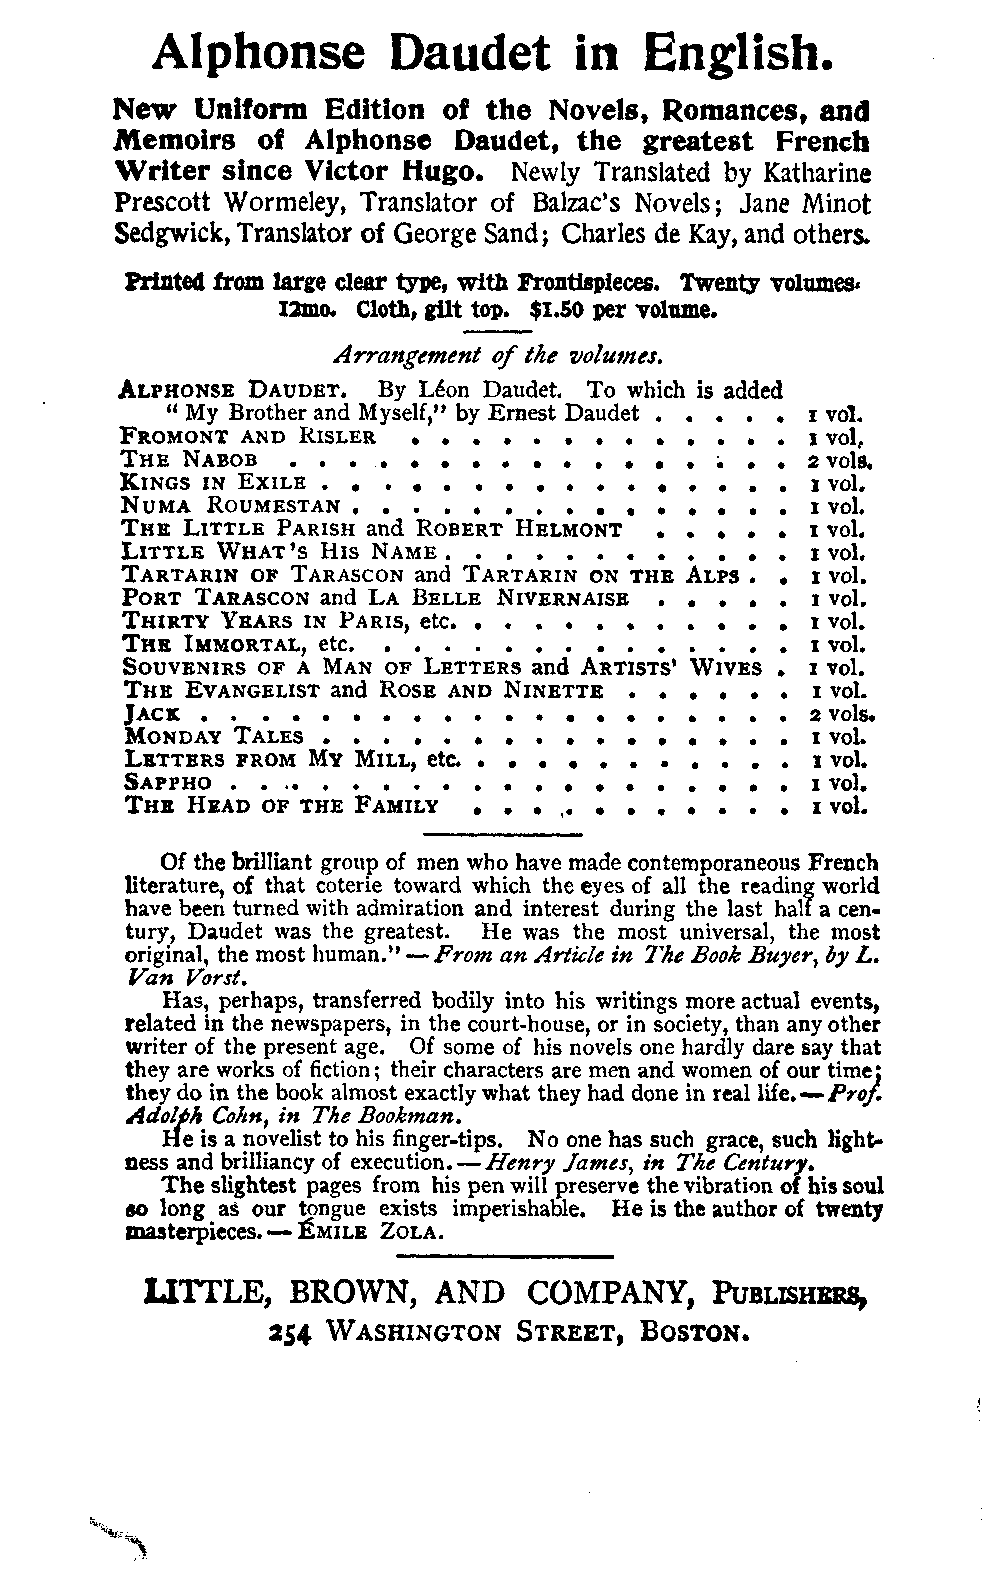 Alphonse Daudet in English.
New Uniform Edition of the Novels, Romances, and
Memoirs of Alphonse Daudet, the greatest French
Writer since Victor Hugo. Newly Translated by Katharine
Prescott Wormeley, Translator of Balzac's Novels; Jane Minot
Sedgwick, Translator of George Sand; Charles de Kay, and others.
Printed from large clear type, with Frontispieces. Twenty volumes.
12mo. Cloth, gilt top. $1.50 per volume.
Arrangement of the volumes.
ALPHONSE DAUDET. By Léon Daudet. To which is added
"My Brother and Myself," by Ernest Daudet . . . . . 1 vol.
FROMONT AND RISLER . . . . . . . . . . . . . 1 vol.
THE NABOB . . . . . . . . . . . . . . . . . 2 vols.
KINGS IN EXILE . . . . . . . . . . . . . . . . 1 vol.
NUMA ROUMESTAN . . . . . . . . . . . . . . . 1 vol.
THE LITTLE PARISH and ROBERT HELMONT . . . . . 1 vol.
LITTLE WHAT'S HIS NAME . . . . . . . . . . . . 1 vol.
TARTARIN OF TARASCON and TARTARIN ON THE ALPS . . 1 vol.
PORT TARASCON and LA BELLE NIVERNAISE . . . . . 1 vol.
THIRTY YEARS IN PARIS, etc. . . . . . . . . . . . 1 vol.
THE IMMORTAL, etc. . . . . . . . . . . . . . . 1 vol.
SOUVENIRS OF A MAN OF LETTERS and ARTISTS' WIVES . 1 vol.
THE EVANGELIST and ROSE AND NINETTE . . . . . . 1 vol.
JACK . . . . . . . . . . . . . . . . . . . . 2 vols.
MONDAY TALES . . . . . . . . . . . . . . . . 1 vol.
LETTERS FROM MY MILL, etc. . . . . . . . . . . . 1 vol.
SAPPHO . . . . . . . . . . . . . . . . . . . 1 vol.
THE HEAD OF THE FAMILY . . . . . . . . . . . 1 vol.
Of the brilliant group of men who have made contemporaneous French
literature, of that coterie toward which the eyes of all the reading world
have been turned with admiration and interest during the last half a cen-
tury, Daudet was the greatest. He was the most universal, the most
original, the most human." — From an Article in The Book Buyer, by L.
Van Vorst.
Has, perhaps, transferred bodily into his writings more actual events,
related in the newspapers, in the court-house, or in society, than any other
writer of the present age. Of some of his novels one hardly dare say that
they are works of fiction; their characters are men and women of our time;
they do in the book almost exactly what they had done in real life. — Prof.
Adolph Cohn, in The Bookman.
He is a novelist to his finger-tips. No one has such grace, such light-
ness and brilliancy of execution. — Henry James, in The Century.
The slightest pages from his pen will preserve the vibration of his soul
so long as our tongue exists imperishable. He is the author of twenty
masterpieces. — ÉMILE ZOLA.
LITTLE, BROWN, AND COMPANY, PUBLISHERS,
254 WASHINGTON STREET, BOSTON.